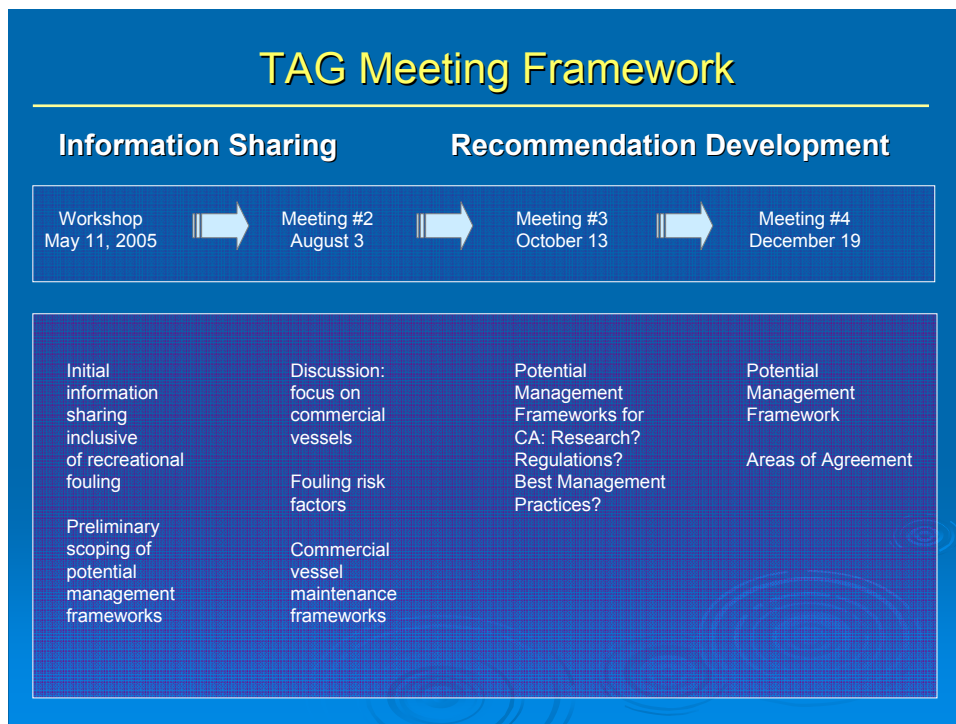 TAG Meeting Framework
Information Sharing
Recommendation Development
Workshop
May 11, 2005
Meeting #2
August 3
Meeting #3
October 13
Meeting #4
December 19
Initial
information
sharing
inclusive
of recreational
fouling
Preliminary
scoping of
potential
management
frameworks
Discussion:
focus on
commercial
vessels
Fouling risk
factors
Commercial
vessel
maintenance
frameworks
Potential
Management
Frameworks for
CA: Research?
Regulations?
Best Management
Practices?
Potential
Management
Framework
Areas of Agreement